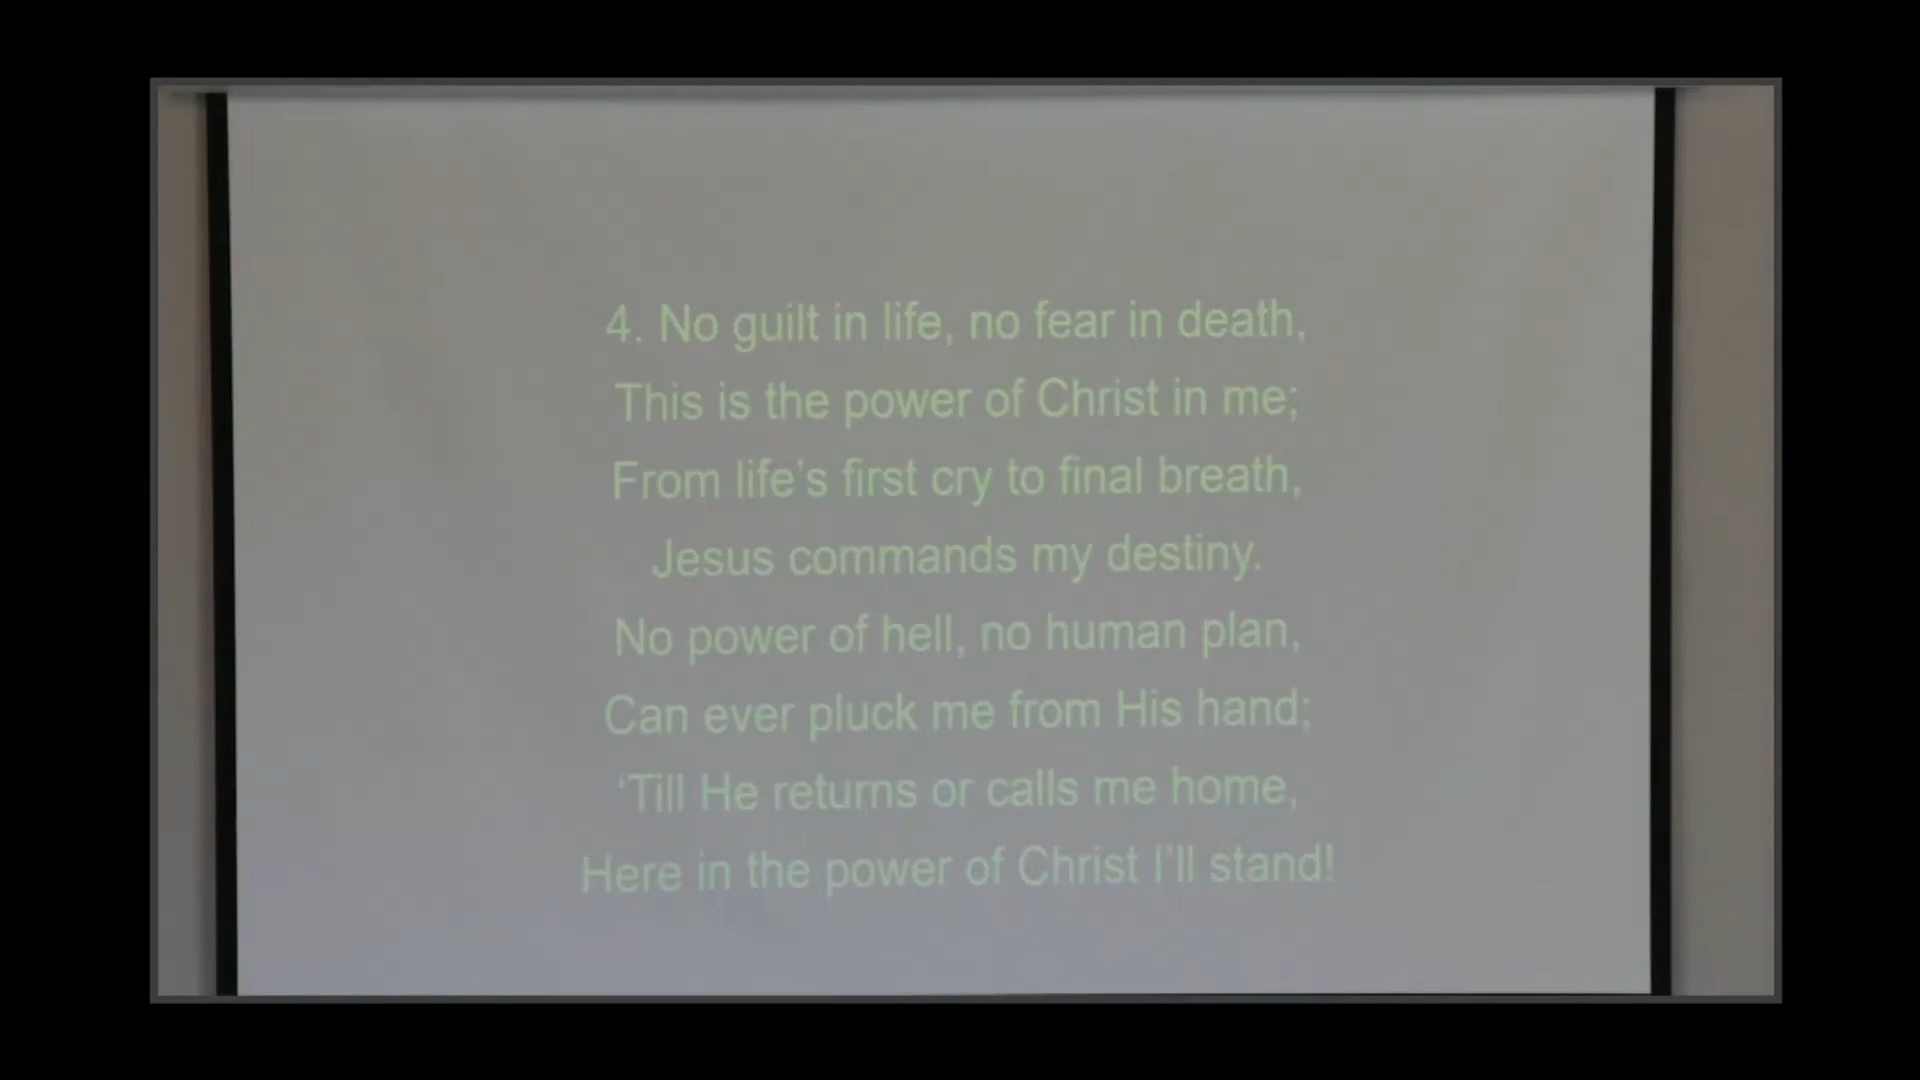 4. No guilt in life, no fear in death,
This is the power of Christ in me;
From life's first cry to final breath,
Jesus commands my destiny.
No power of hell, no human plan,
Can ever pluck me from His hand;
‘Till He returns or calls me home,
Here in the power of Christ I'll stand!